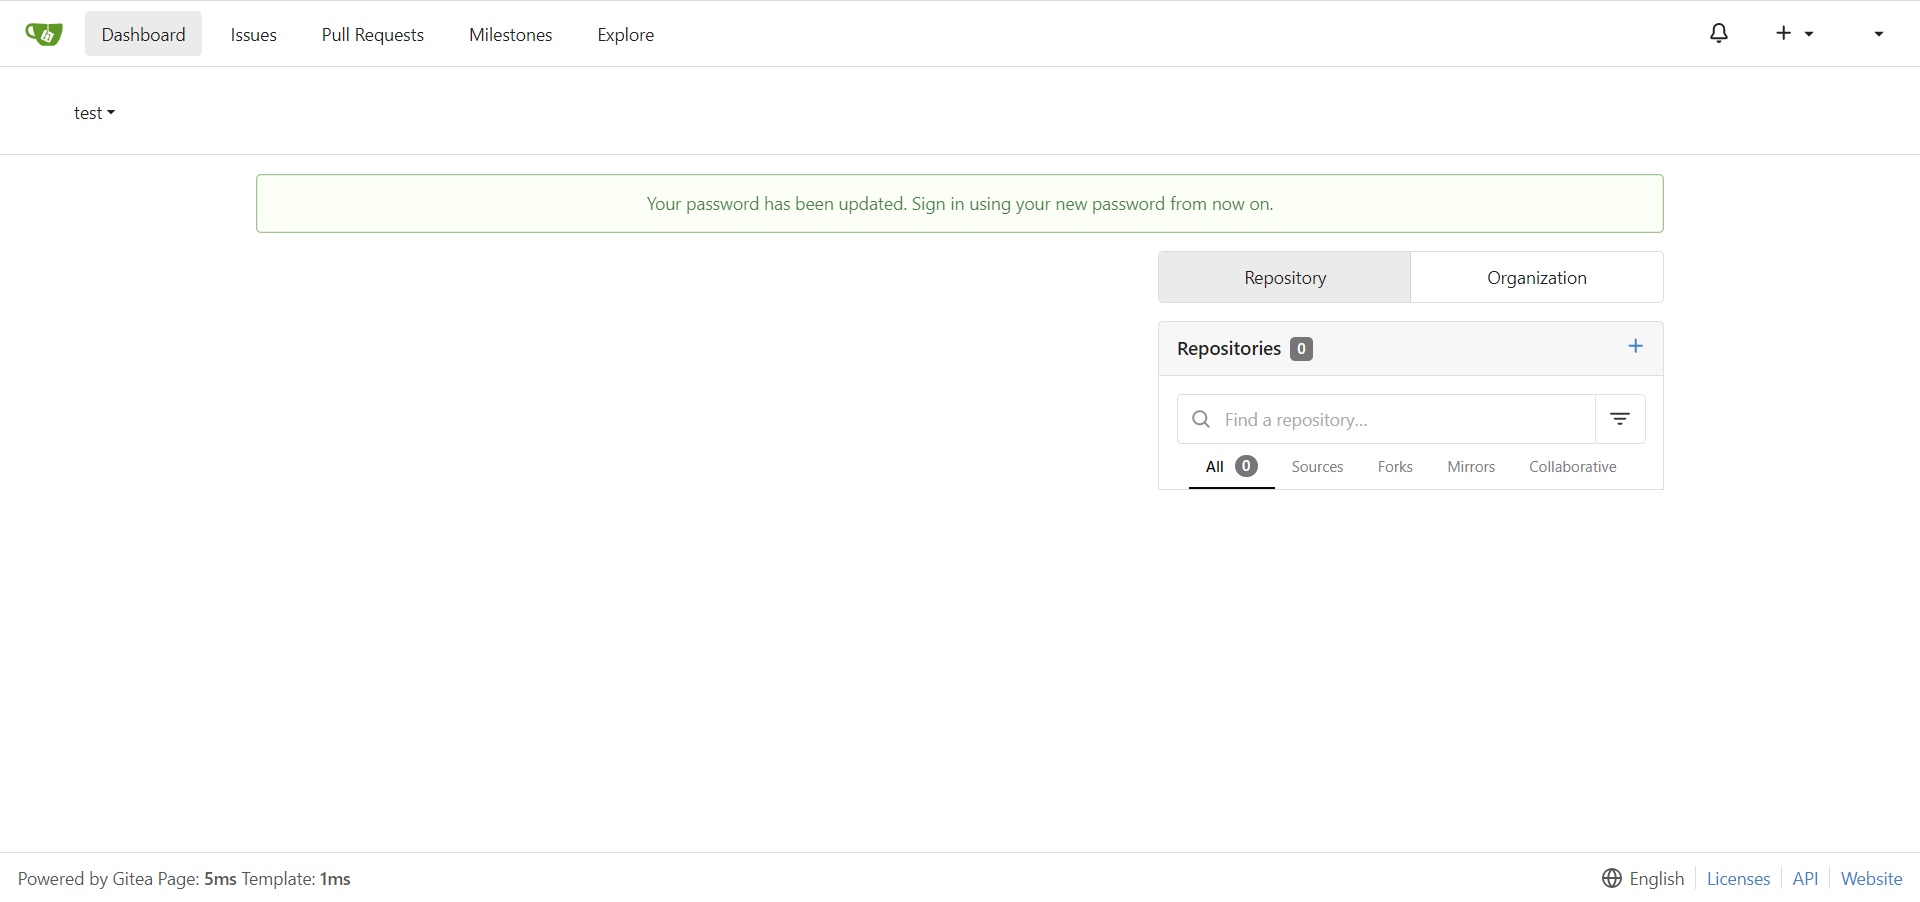 Dashboard Issues Pull Requests Milestones Explore
test
Your password has been updated. Sign in using your new password from now on.
Repository Organization
Repositories 0
Find a repository...
All 0 Sources Forks Mirrors Collaborative
Powered by Gitea Page: 5ms Template: 1ms English Licenses API Website